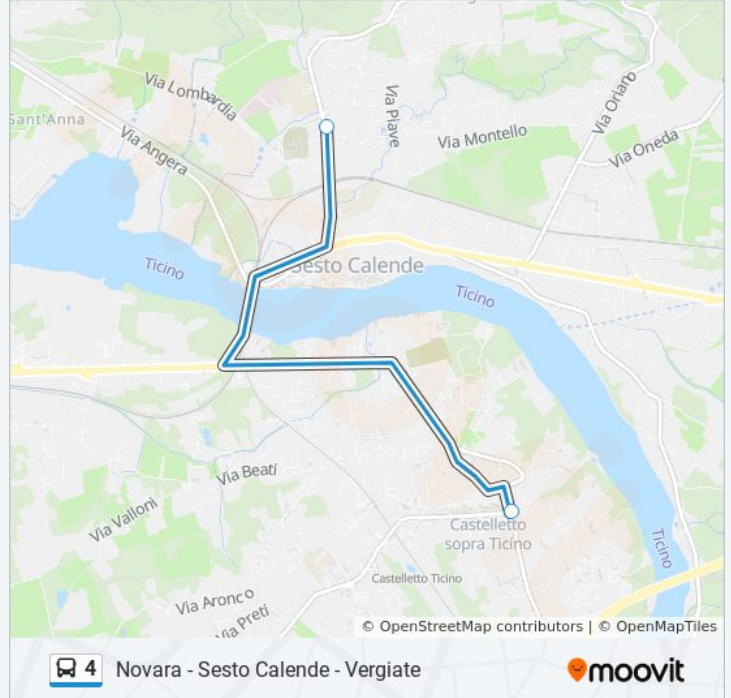 Via Lombardia
Sant'Anna
Via Angera
Via Piave
Via Montello
Via Oriano
Via Oneda
Ticino
Sesto Calende
Ticino
Via Beati
Via Valloni
Castelletto
sopra Ticino
Ticino
Castelletto Ticino
Via Aronco
Via Preti
© OpenStreetMap contributors | © OpenMapTiles
4 Novara - Sesto Calende - Vergiate
moovit